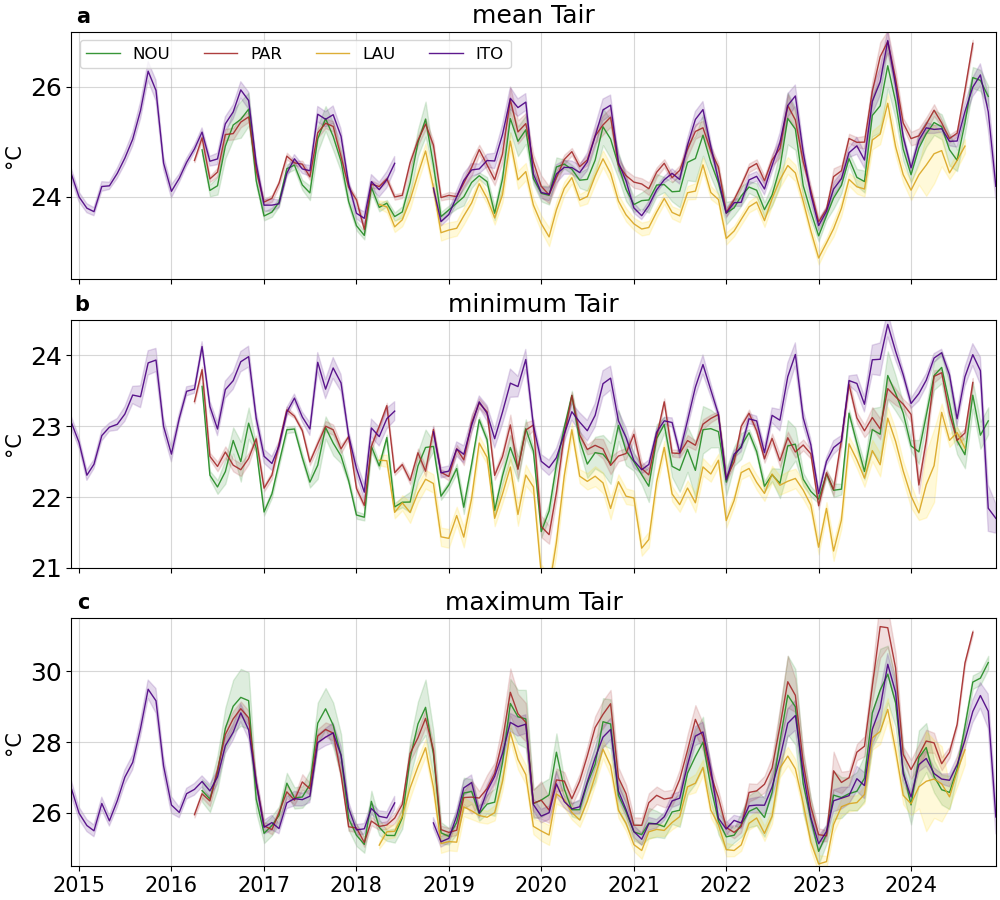 a mean Tair
NOU PAR LAU ITO
26
°C
24
b minimum Tair
24
°C
23
22
21
c maximum Tair
30
°C
28
26
2015 2016 2017 2018 2019 2020 2021 2022 2023 2024